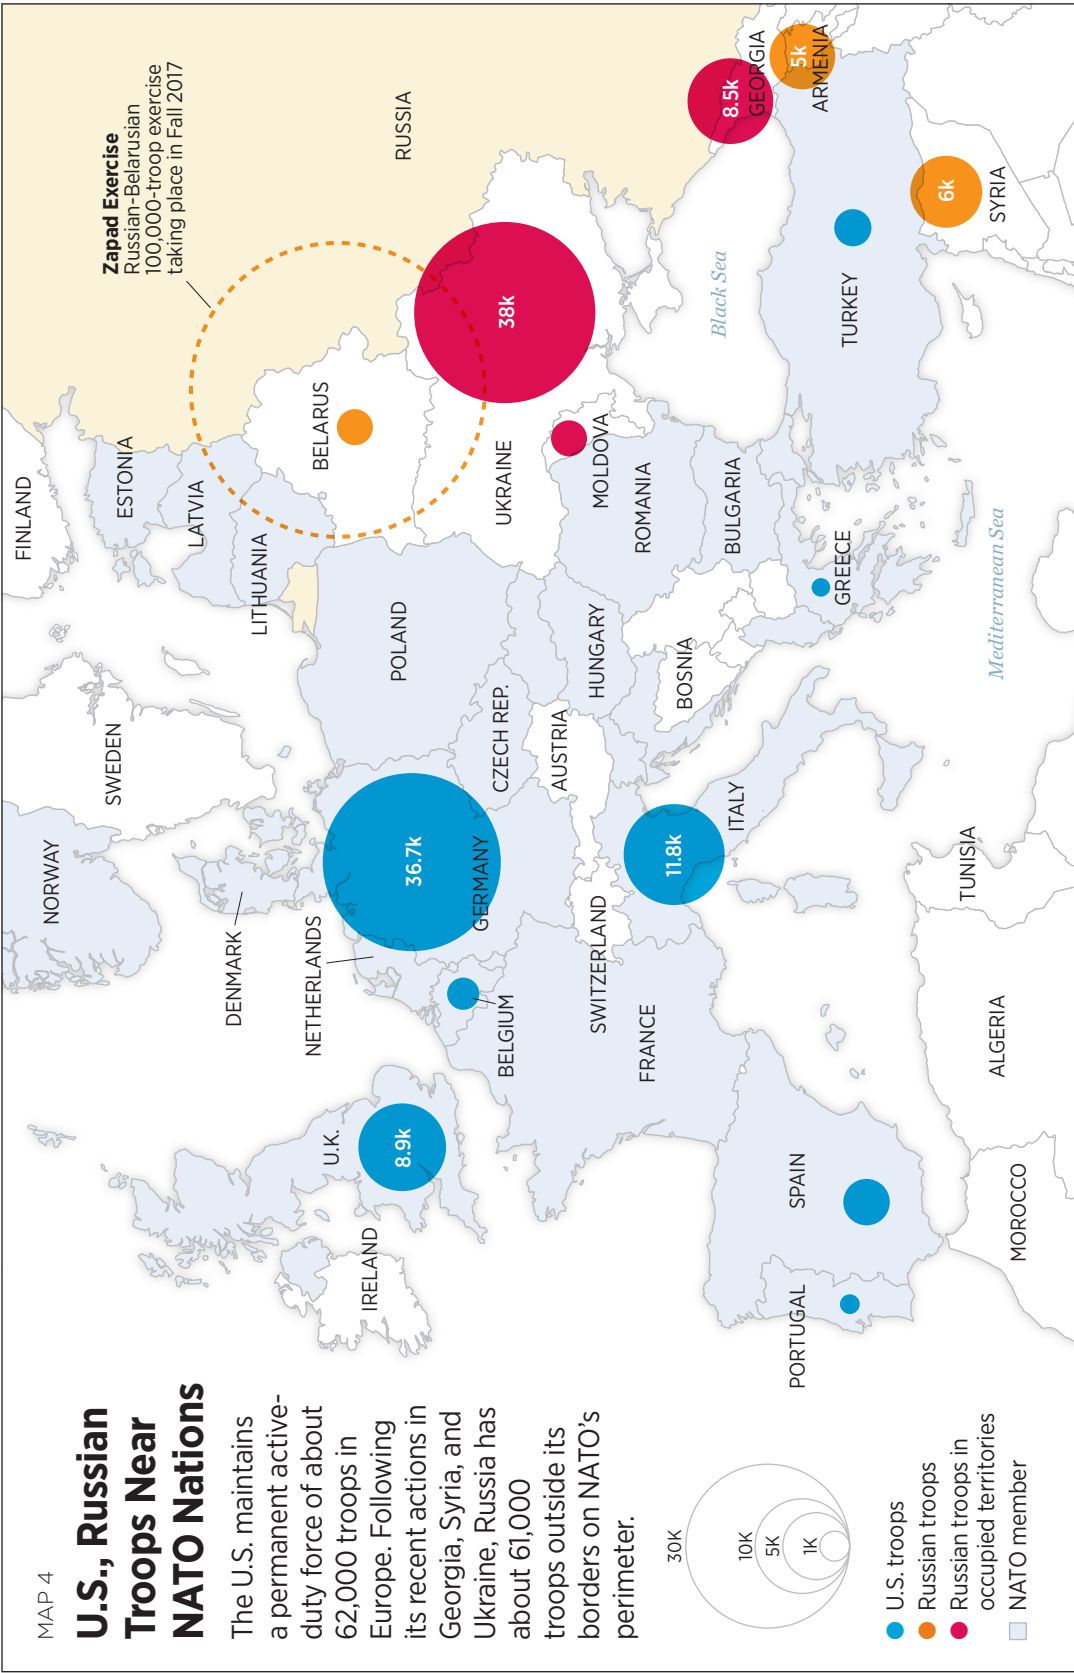 MAP 4
U.S., Russian
Troops Near
NATO Nations
The U.S. maintains
a permanent active-
duty force of about
62,000 troops in
Europe. Following
its recent actions in
Georgia, Syria, and
Ukraine, Russia has
about 61,000
troops outside its
borders on NATO’s
perimeter.
30K
10K
5K
1K
U.S. troops
Russian troops
Russian troops in
occupied territories
NATO member
Zapad Exercise
Russian-Belarusian
100,000-troop exercise
taking place in Fall 2017
NORWAY
SWEDEN
FINLAND
ESTONIA
LATVIA
LITHUANIA
RUSSIA
DENMARK
NETHERLANDS
IRELAND
U.K.
8.9k
BELGIUM
36.7k
GERMANY
POLAND
BELARUS
CZECH REP.
UKRAINE
38k
AUSTRIA
SWITZERLAND
HUNGARY
MOLDOVA
FRANCE
ROMANIA
BOSNIA
11.8k
ITALY
BULGARIA
Black Sea
8.5k
GEORGIA
5k
ARMENIA
PORTUGAL
SPAIN
GREECE
TURKEY
6k
SYRIA
Mediterranean Sea
MOROCCO
ALGERIA
TUNISIA